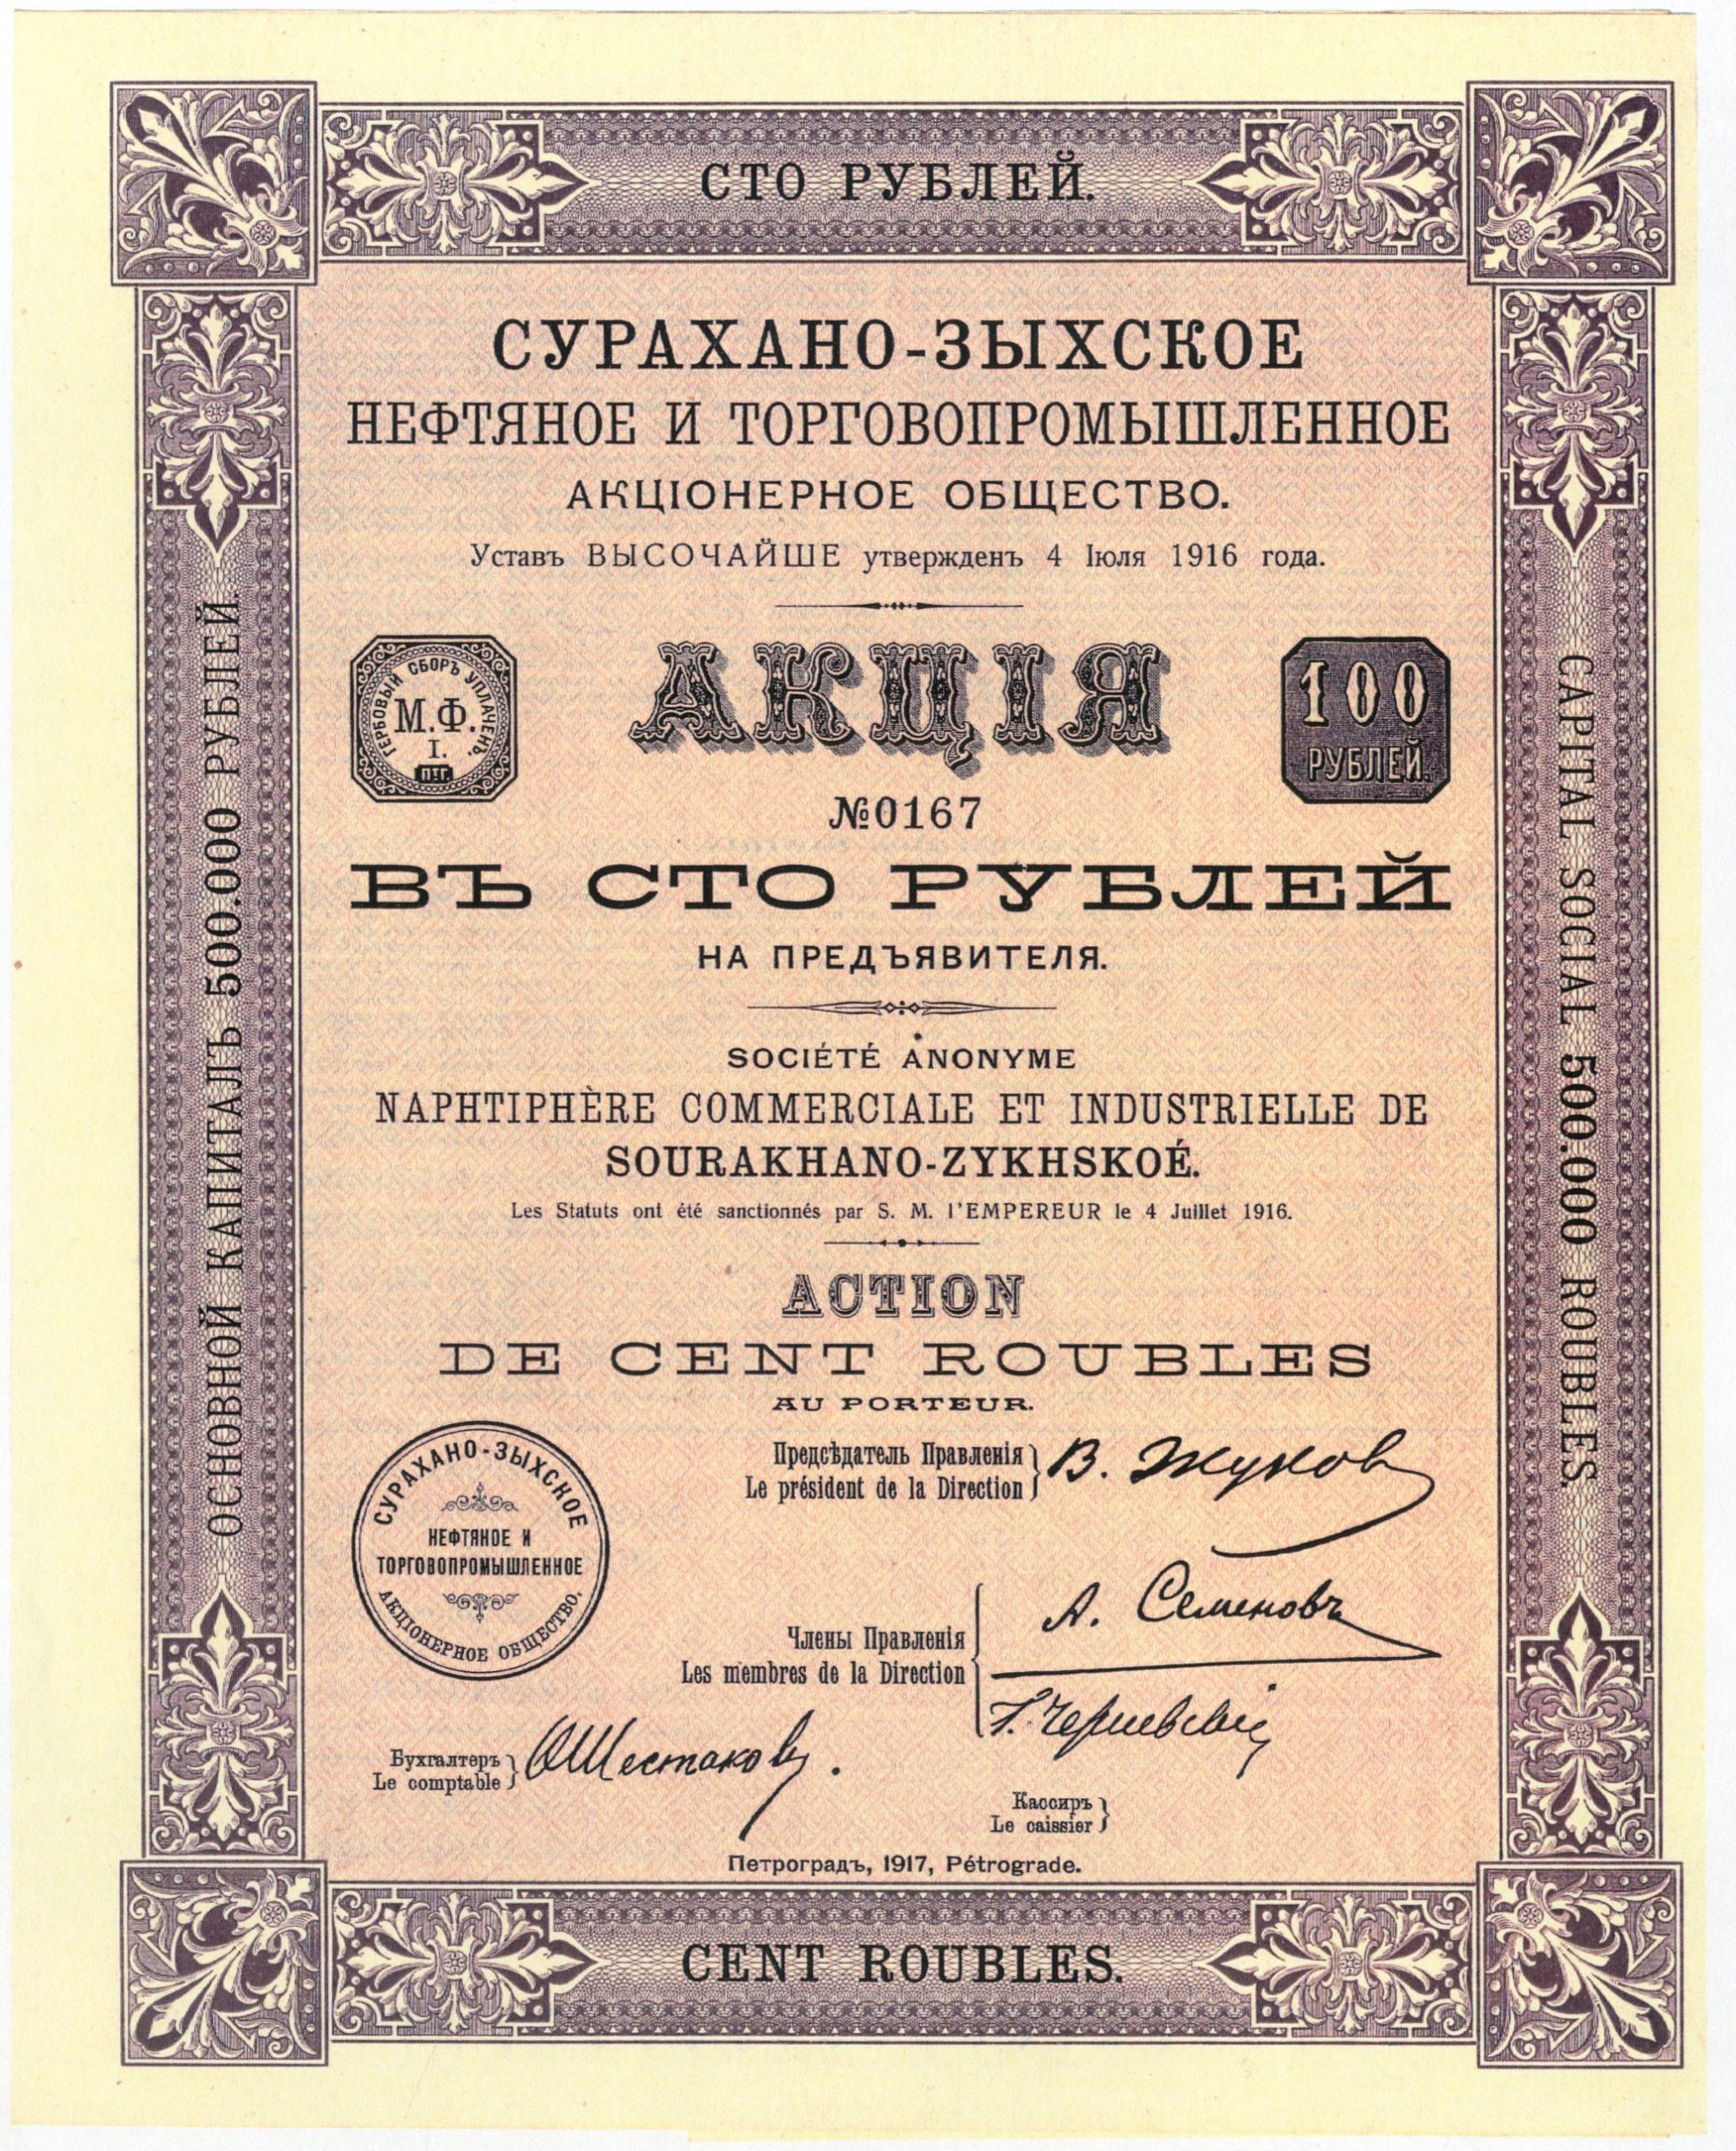 СТО РУБЛЕЙ.
ОСНОВНОЙ КАПИТАЛЪ 500.000 РУБЛЕЙ.
CAPITAL SOCIAL 500.000 ROUBLES.
СУРАХАНО-ЗЫХСКОЕ
НЕФТЯНОЕ И ТОРГОВОПРОМЫШЛЕННОЕ
АКЦІОНЕРНОЕ ОБЩЕСТВО.
Уставъ ВЫСОЧАЙШЕ утвержденъ 4 Іюля 1916 года.
ГЕРБОВЫЙ СБОРЪ УПЛАЧЕНЪ.
М.Ф.
I.
ПТГ.
АКЦІЯ
100
РУБЛЕЙ.
№0167
ВЪ СТО РУБЛЕЙ
НА ПРЕДЪЯВИТЕЛЯ.
SOCIÉTÉ ANONYME
NAPHTIPHÈRE COMMERCIALE ET INDUSTRIELLE DE
SOURAKHANO-ZYKHSKOÉ.
Les Statuts ont été sanctionnés par S. M. l'EMPEREUR le 4 Juillet 1916.
ACTION
DE CENT ROUBLES
AU PORTEUR.
СУРАХАНО-ЗЫХСКОЕ
НЕФТЯНОЕ И
ТОРГОВОПРОМЫШЛЕННОЕ
АКЦІОНЕРНОЕ ОБЩЕСТВО.
Предсѣдатель Правленія
Le président de la Direction
В. Жуков
Члены Правленія
Les membres de la Direction
А. Семеновъ
Бухгалтеръ
Le comptable
Шестаковъ.
Кассиръ
Le caissier
Петроградъ, 1917, Pétrograde.
CENT ROUBLES.